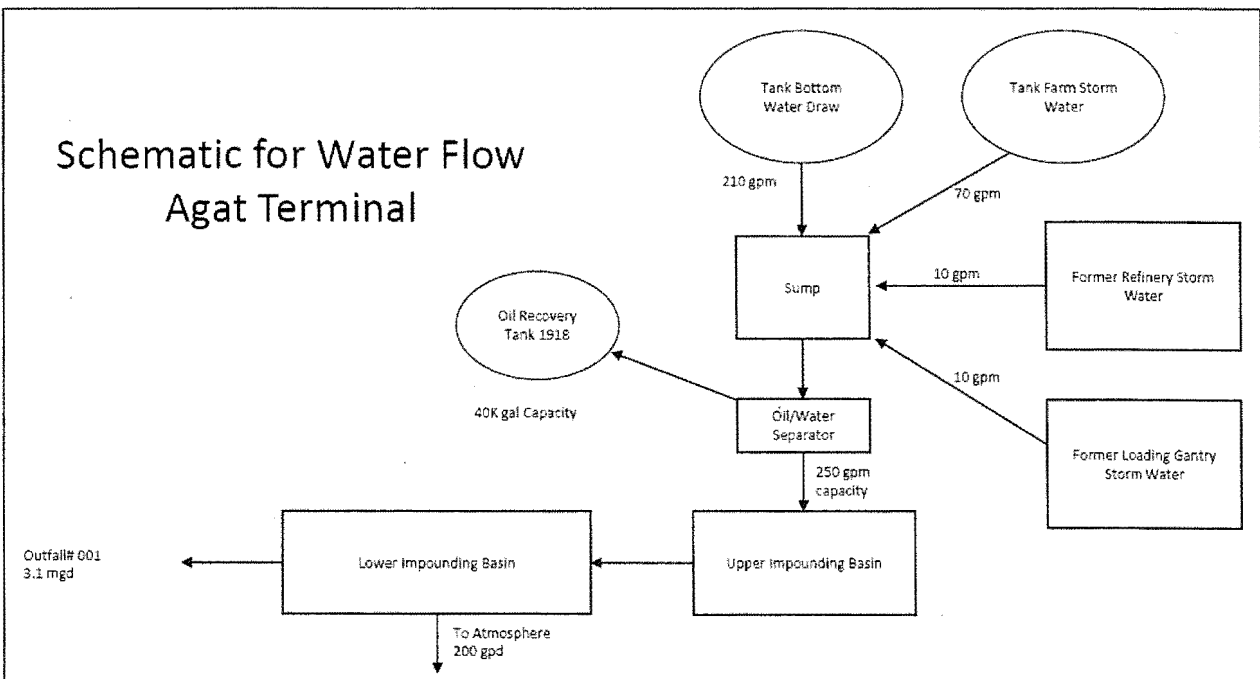 Schematic for Water Flow
Agat Terminal
Tank Bottom
Water Draw
Tank Farm Storm
Water
210 gpm
70 gpm
Sump
10 gpm
Former Refinery Storm
Water
Oil Recovery
Tank 1918
40K gal Capacity
10 gpm
Oil/Water
Separator
Former Loading Gantry
Storm Water
250 gpm
capacity
Outfall# 001
3.1 mgd
Lower Impounding Basin
Upper Impounding Basin
To Atmosphere
200 gpd